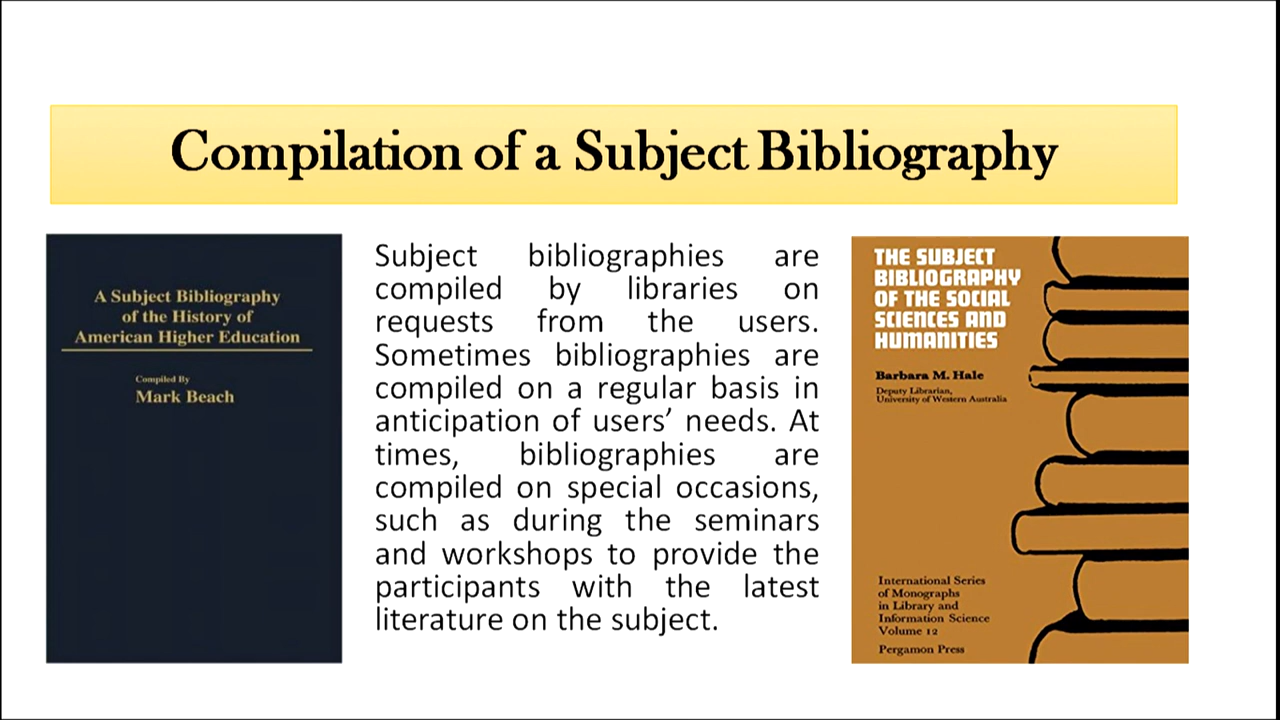 Compilation of a Subject Bibliography
A Subject Bibliography
of the History of
American Higher Education
Compiled By
Mark Beach
Subject bibliographies are
compiled by libraries on
requests from the users.
Sometimes bibliographies are
compiled on a regular basis in
anticipation of users’ needs. At
times, bibliographies are
compiled on special occasions,
such as during the seminars
and workshops to provide the
participants with the latest
literature on the subject.
THE SUBJECT
BIBLIOGRAPHY
OF THE SOCIAL
SCIENCES AND
HUMANITIES
Barbara M. Hale
Deputy Librarian,
University of Western Australia
International Series
of Monographs
in Library and
Information Science
Volume 12
Pergamon Press